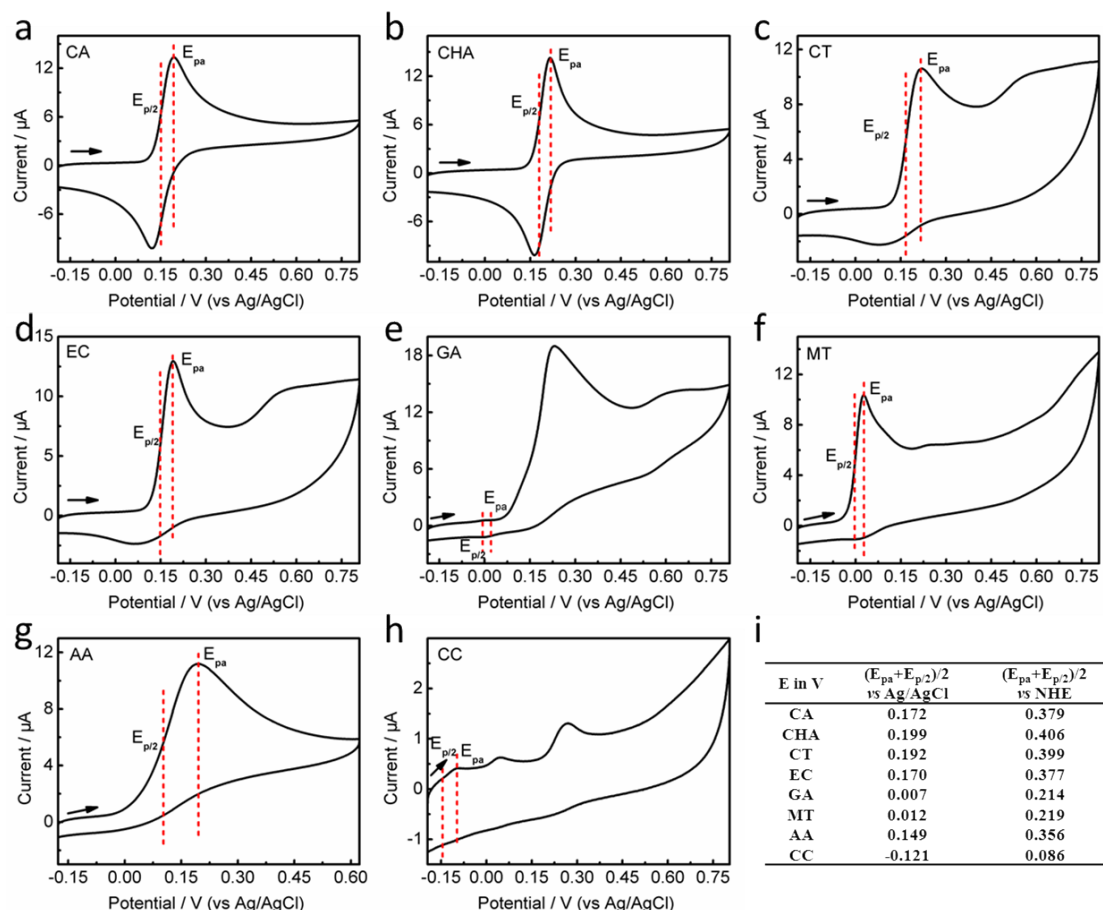 a
CA
E_pa
E_p/2
12
6
0
-6
Current / μA
-0.15 0.00 0.15 0.30 0.45 0.60 0.75
Potential / V (vs Ag/AgCl)
b
CHA
E_pa
E_p/2
12
6
0
-6
Current / μA
-0.15 0.00 0.15 0.30 0.45 0.60 0.75
Potential / V (vs Ag/AgCl)
c
CT
E_pa
E_p/2
12
8
4
0
Current / μA
-0.15 0.00 0.15 0.30 0.45 0.60 0.75
Potential / V (vs Ag/AgCl)
d
EC
E_pa
E_p/2
15
10
5
0
Current / μA
-0.15 0.00 0.15 0.30 0.45 0.60 0.75
Potential / V (vs Ag/AgCl)
e
GA
E_pa
E_p/2
18
12
6
0
Current / μA
-0.15 0.00 0.15 0.30 0.45 0.60 0.75
Potential / V (vs Ag/AgCl)
f
MT
E_pa
E_p/2
12
8
4
0
Current / μA
-0.15 0.00 0.15 0.30 0.45 0.60 0.75
Potential / V (vs Ag/AgCl)
g
AA
E_pa
E_p/2
12
8
4
0
Current / μA
-0.15 0.00 0.15 0.30 0.45 0.60
Potential / V (vs Ag/AgCl)
h
CC
E_p/2
E_pa
3
2
1
0
-1
Current / μA
-0.15 0.00 0.15 0.30 0.45 0.60 0.75
Potential / V (vs Ag/AgCl)
i
E in V (E_pa+E_p/2)/2 vs Ag/AgCl (E_pa+E_p/2)/2 vs NHE
CA 0.172 0.379
CHA 0.199 0.406
CT 0.192 0.399
EC 0.170 0.377
GA 0.007 0.214
MT 0.012 0.219
AA 0.149 0.356
CC -0.121 0.086